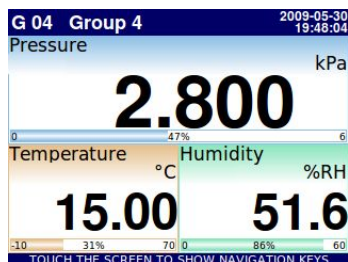 G 04 Group 4
2009-05-30
19:48:04
Pressure
kPa
2.800
0 47% 6
Temperature
°C
15.00
-10 31% 70
Humidity
%RH
51.6
0 86% 60
TOUCH THE SCREEN TO SHOW NAVIGATION KEYS